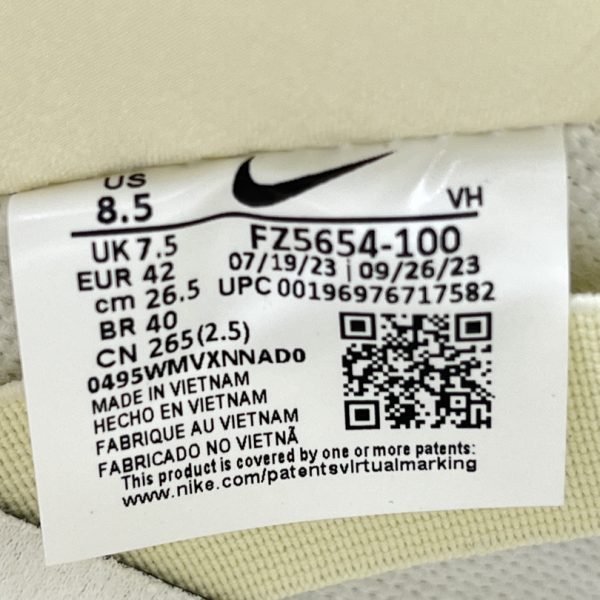 US
8.5
VH
UK 7.5
EUR 42
cm 26.5
BR 40
CN 265(2.5)
FZ5654-100
07/19/23 | 09/26/23
UPC 00196976717582
0495WMVXNNAD0
MADE IN VIETNAM
HECHO EN VIETNAM
FABRIQUE AU VIETNAM
FABRICADO NO VIETNÃ
This product is covered by one or more patents:
www.nike.com/patentsvirtualmarking